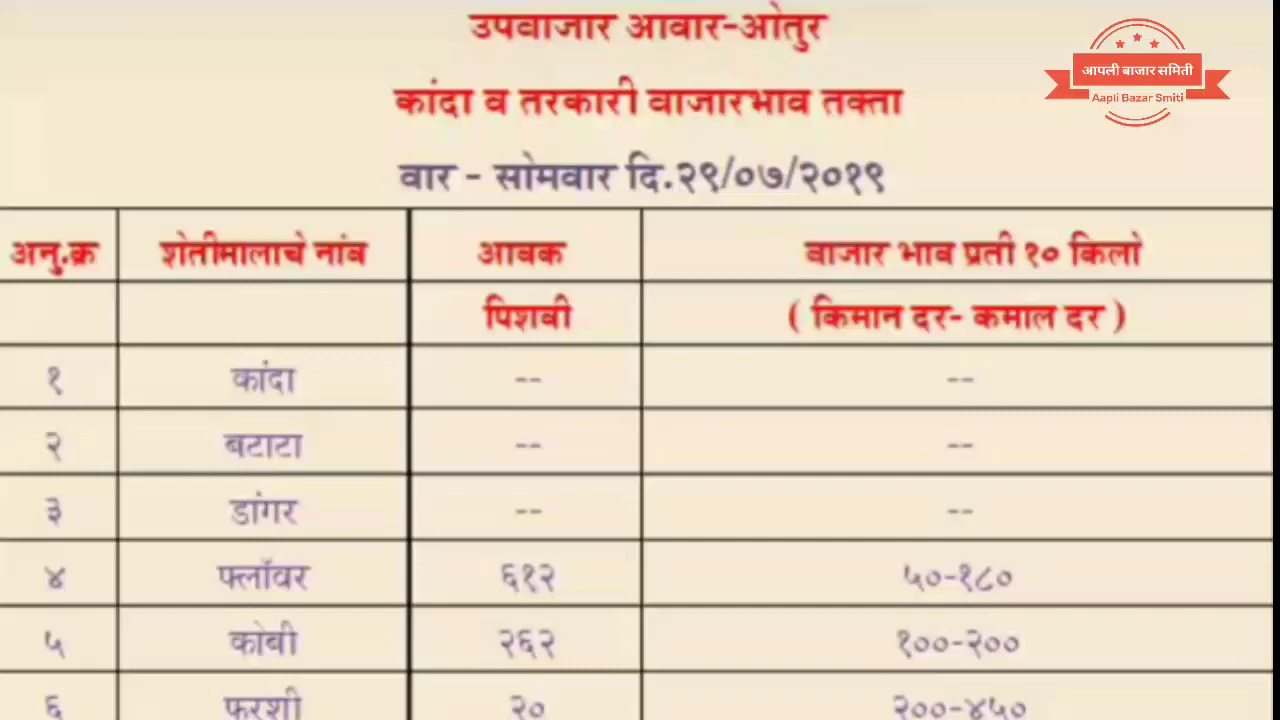 उपबाजार आवार-ओतुर
आपली बाजार समिती
Aapli Bazar Smiti
कांदा व तरकारी बाजारभाव तक्ता
वार - सोमवार दि.२९/०७/२०१९
अनु.क्र शेतीमालाचे नांव आवक बाजार भाव प्रती १० किलो
पिशवी ( किमान दर- कमाल दर )
१ कांदा -- --
२ बटाटा -- --
३ डांगर -- --
४ फ्लॉवर ६१२ ५०-१८०
५ कोबी २६२ १००-२००
६ फरशी २० २००-४५०